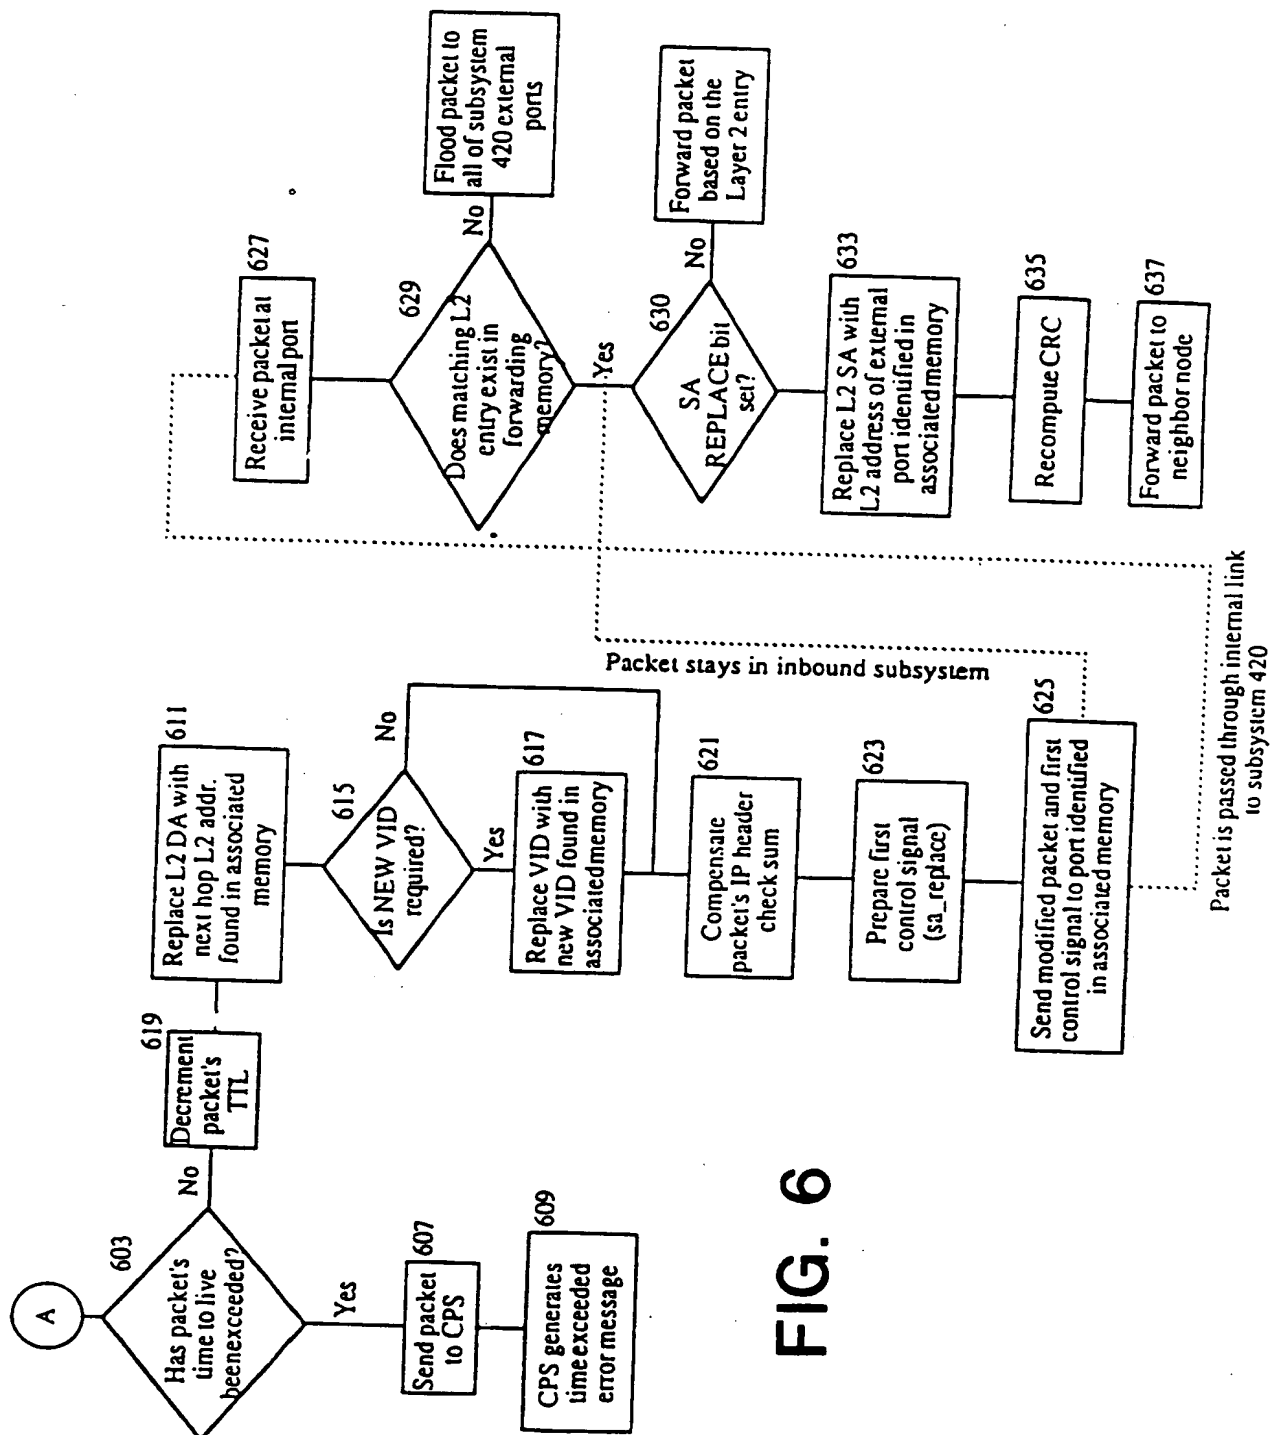 A
603
Has packet's
time to live
beenexceeded?
Yes
No
607
Send packet
to CPS
609
CPS generates
time exceeded
error message
619
Decrement
packet's
TTL
611
Replace L2 DA with
next hop L2 addr.
found in associated
memory
615
Is NEW VID
required?
No
Yes
617
Replace VID with
new VID found in
associated memory
621
Compensate
packet's IP header
check sum
623
Prepare first
control signal
(sa_replace)
625
Send modified packet and first
control signal to port identified
in associated memory
Packet stays in inbound subsystem
Packet is passed through internal link
to subsystem 420
627
Receive packet at
internal port
629
Does matching L2
entry exist in
forwarding
memory?
No
Flood packet to
all of subsystem
420 external
ports
Yes
630
SA
REPLACE bit
set?
No
Forward packet
based on the
Layer 2 entry
633
Replace L2 SA with
L2 address of external
port identified in
associated memory
635
Recompute CRC
637
Forward packet to
neighbor node
FIG. 6